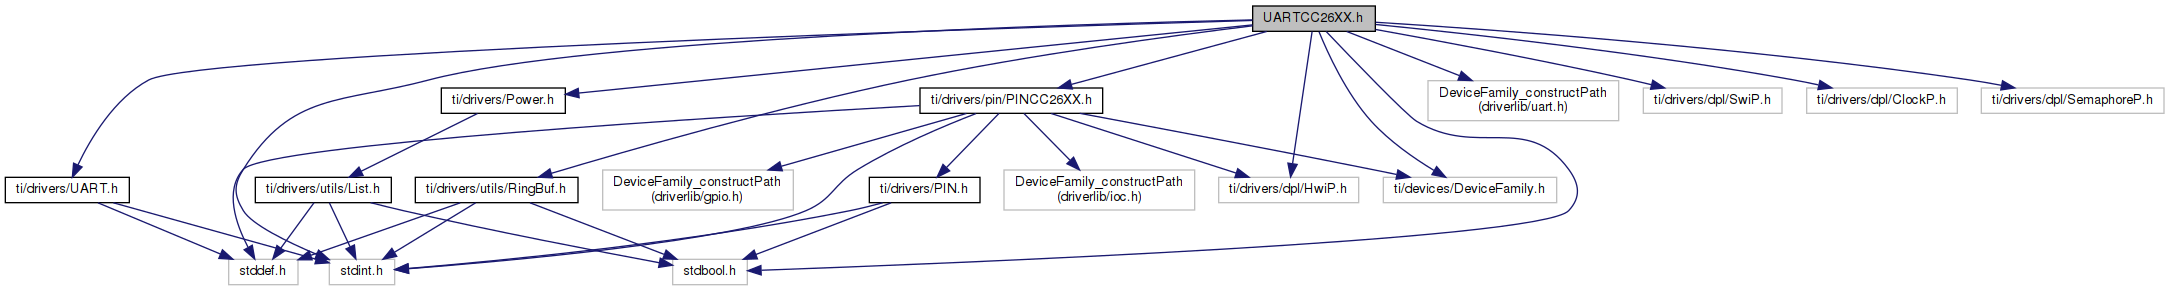 UARTCC26XX.h
ti/drivers/Power.h
ti/drivers/pin/PINCC26XX.h
DeviceFamily_constructPath
(driverlib/uart.h)
ti/drivers/dpl/SwiP.h
ti/drivers/dpl/ClockP.h
ti/drivers/dpl/SemaphoreP.h
ti/drivers/UART.h
ti/drivers/utils/List.h
ti/drivers/utils/RingBuf.h
DeviceFamily_constructPath
(driverlib/gpio.h)
ti/drivers/PIN.h
DeviceFamily_constructPath
(driverlib/ioc.h)
ti/drivers/dpl/HwiP.h
ti/devices/DeviceFamily.h
stddef.h
stdint.h
stdbool.h